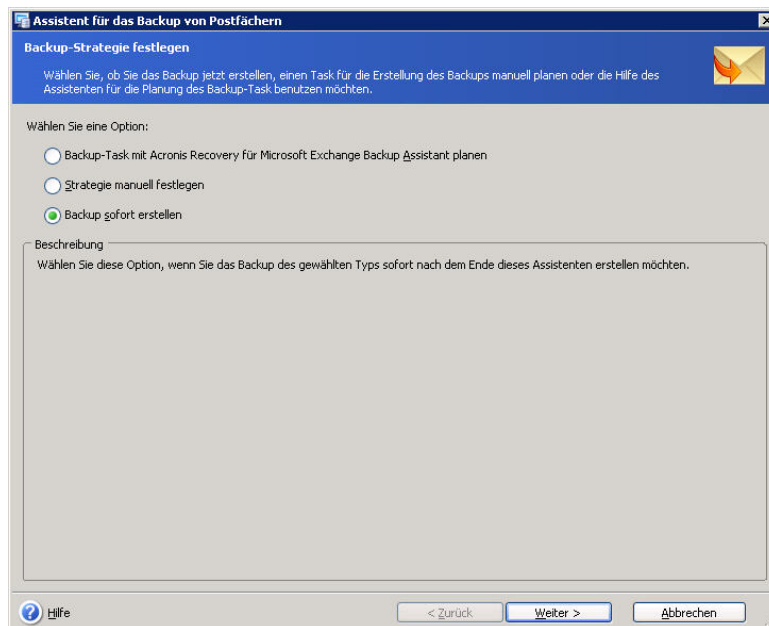 Assistent für das Backup von Postfächern
Backup-Strategie festlegen
Wählen Sie, ob Sie das Backup jetzt erstellen, einen Task für die Erstellung des Backups manuell planen oder die Hilfe des
Assistenten für die Planung des Backup-Task benutzen möchten.
Wählen Sie eine Option:
Backup-Task mit Acronis Recovery für Microsoft Exchange Backup Assistant planen
Strategie manuell festlegen
Backup sofort erstellen
Beschreibung
Wählen Sie diese Option, wenn Sie das Backup des gewählten Typs sofort nach dem Ende dieses Assistenten erstellen möchten.
Hilfe
< Zurück
Weiter >
Abbrechen